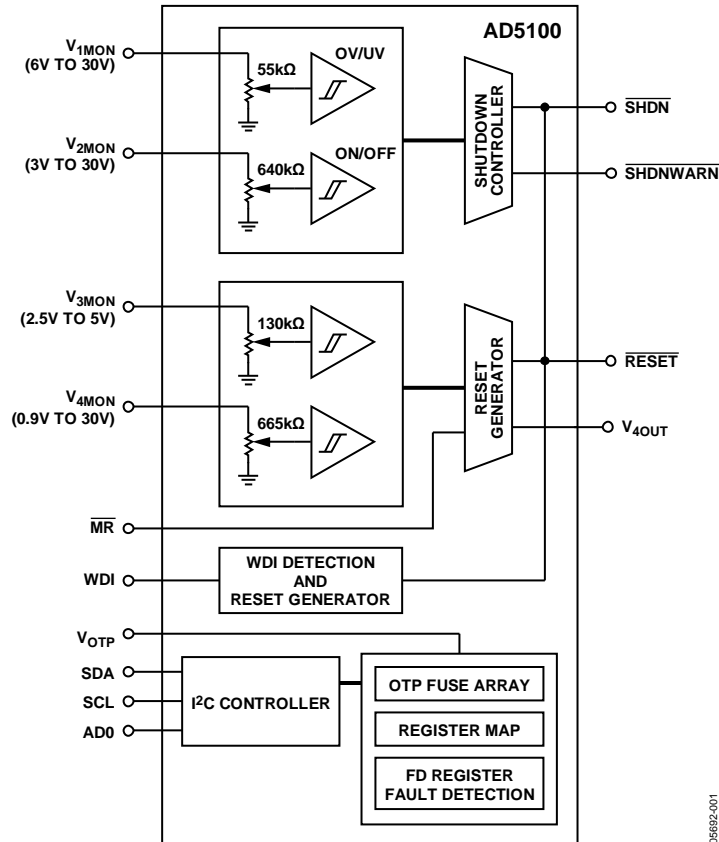 AD5100
V1MON
(6V TO 30V)
55kΩ
OV/UV
V2MON
(3V TO 30V)
640kΩ
ON/OFF
SHUTDOWN
CONTROLLER
SHDN
SHDNWARN
V3MON
(2.5V TO 5V)
130kΩ
V4MON
(0.9V TO 30V)
665kΩ
RESET
GENERATOR
RESET
V4OUT
MR
WDI
WDI DETECTION
AND
RESET GENERATOR
VOTP
SDA
SCL
AD0
I2C CONTROLLER
OTP FUSE ARRAY
REGISTER MAP
FD REGISTER
FAULT DETECTION
05692-001